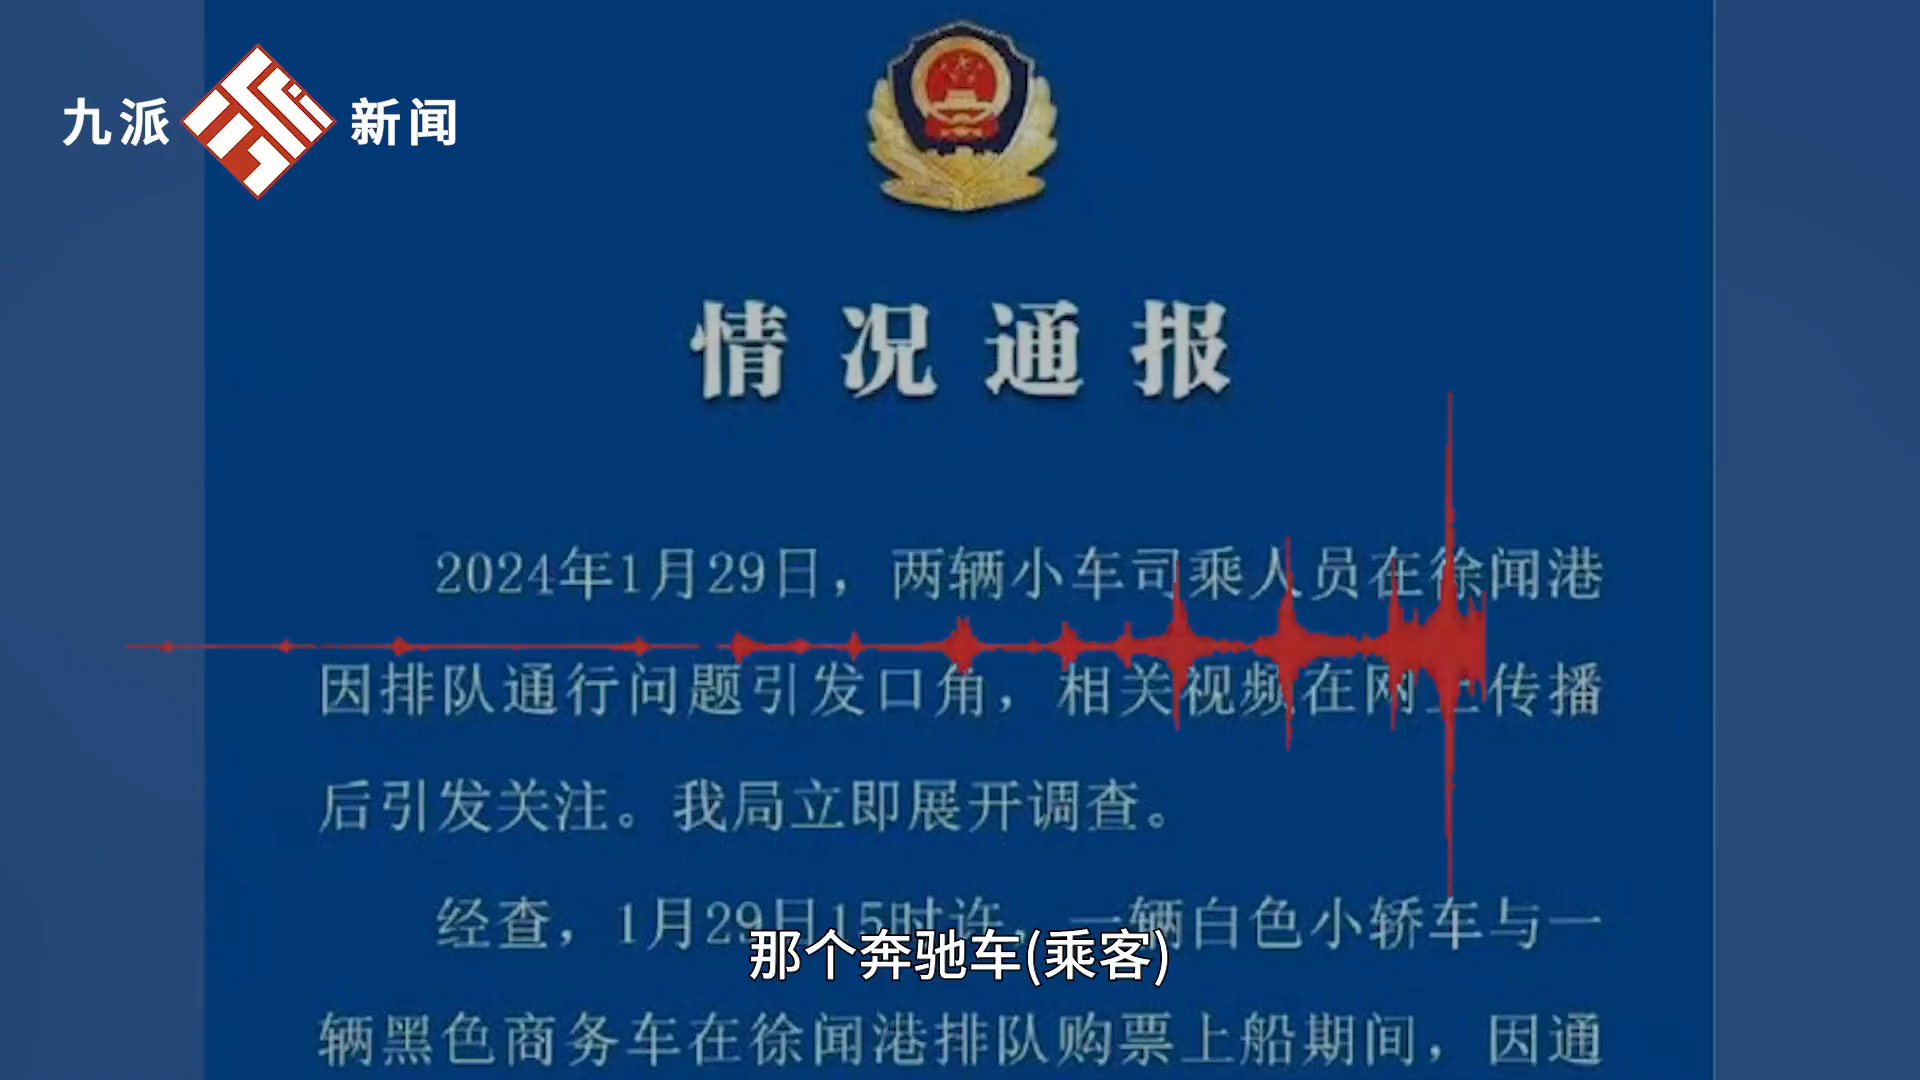 九派 新闻
情况通报
2024年1月29日，两辆小车司乘人员在徐闻港
因排队通行问题引发口角，相关视频在网上传播
后引发关注。我局立即展开调查。
经查，1月29日15时许，一辆白色小轿车与一
那个奔驰车(乘客)
辆黑色商务车在徐闻港排队购票上船期间，因通